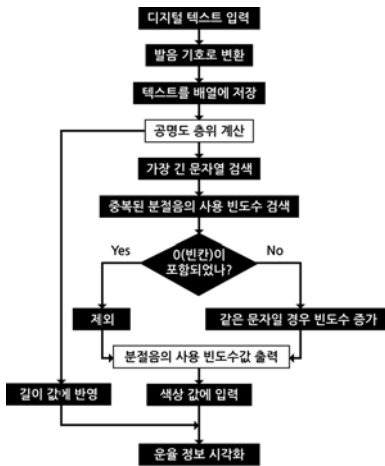 디지털 텍스트 입력
발음 기호로 변환
텍스트를 배열에 저장
공명도 층위 계산
가장 긴 문자열 검색
중복된 분절음의 사용 빈도수 검색
Yes
0(빈칸)이
포함되었나?
No
제외
같은 문자일 경우 빈도수 증가
분절음의 사용 빈도수값 출력
길이 값에 반영
색상 값에 입력
운율 정보 시각화